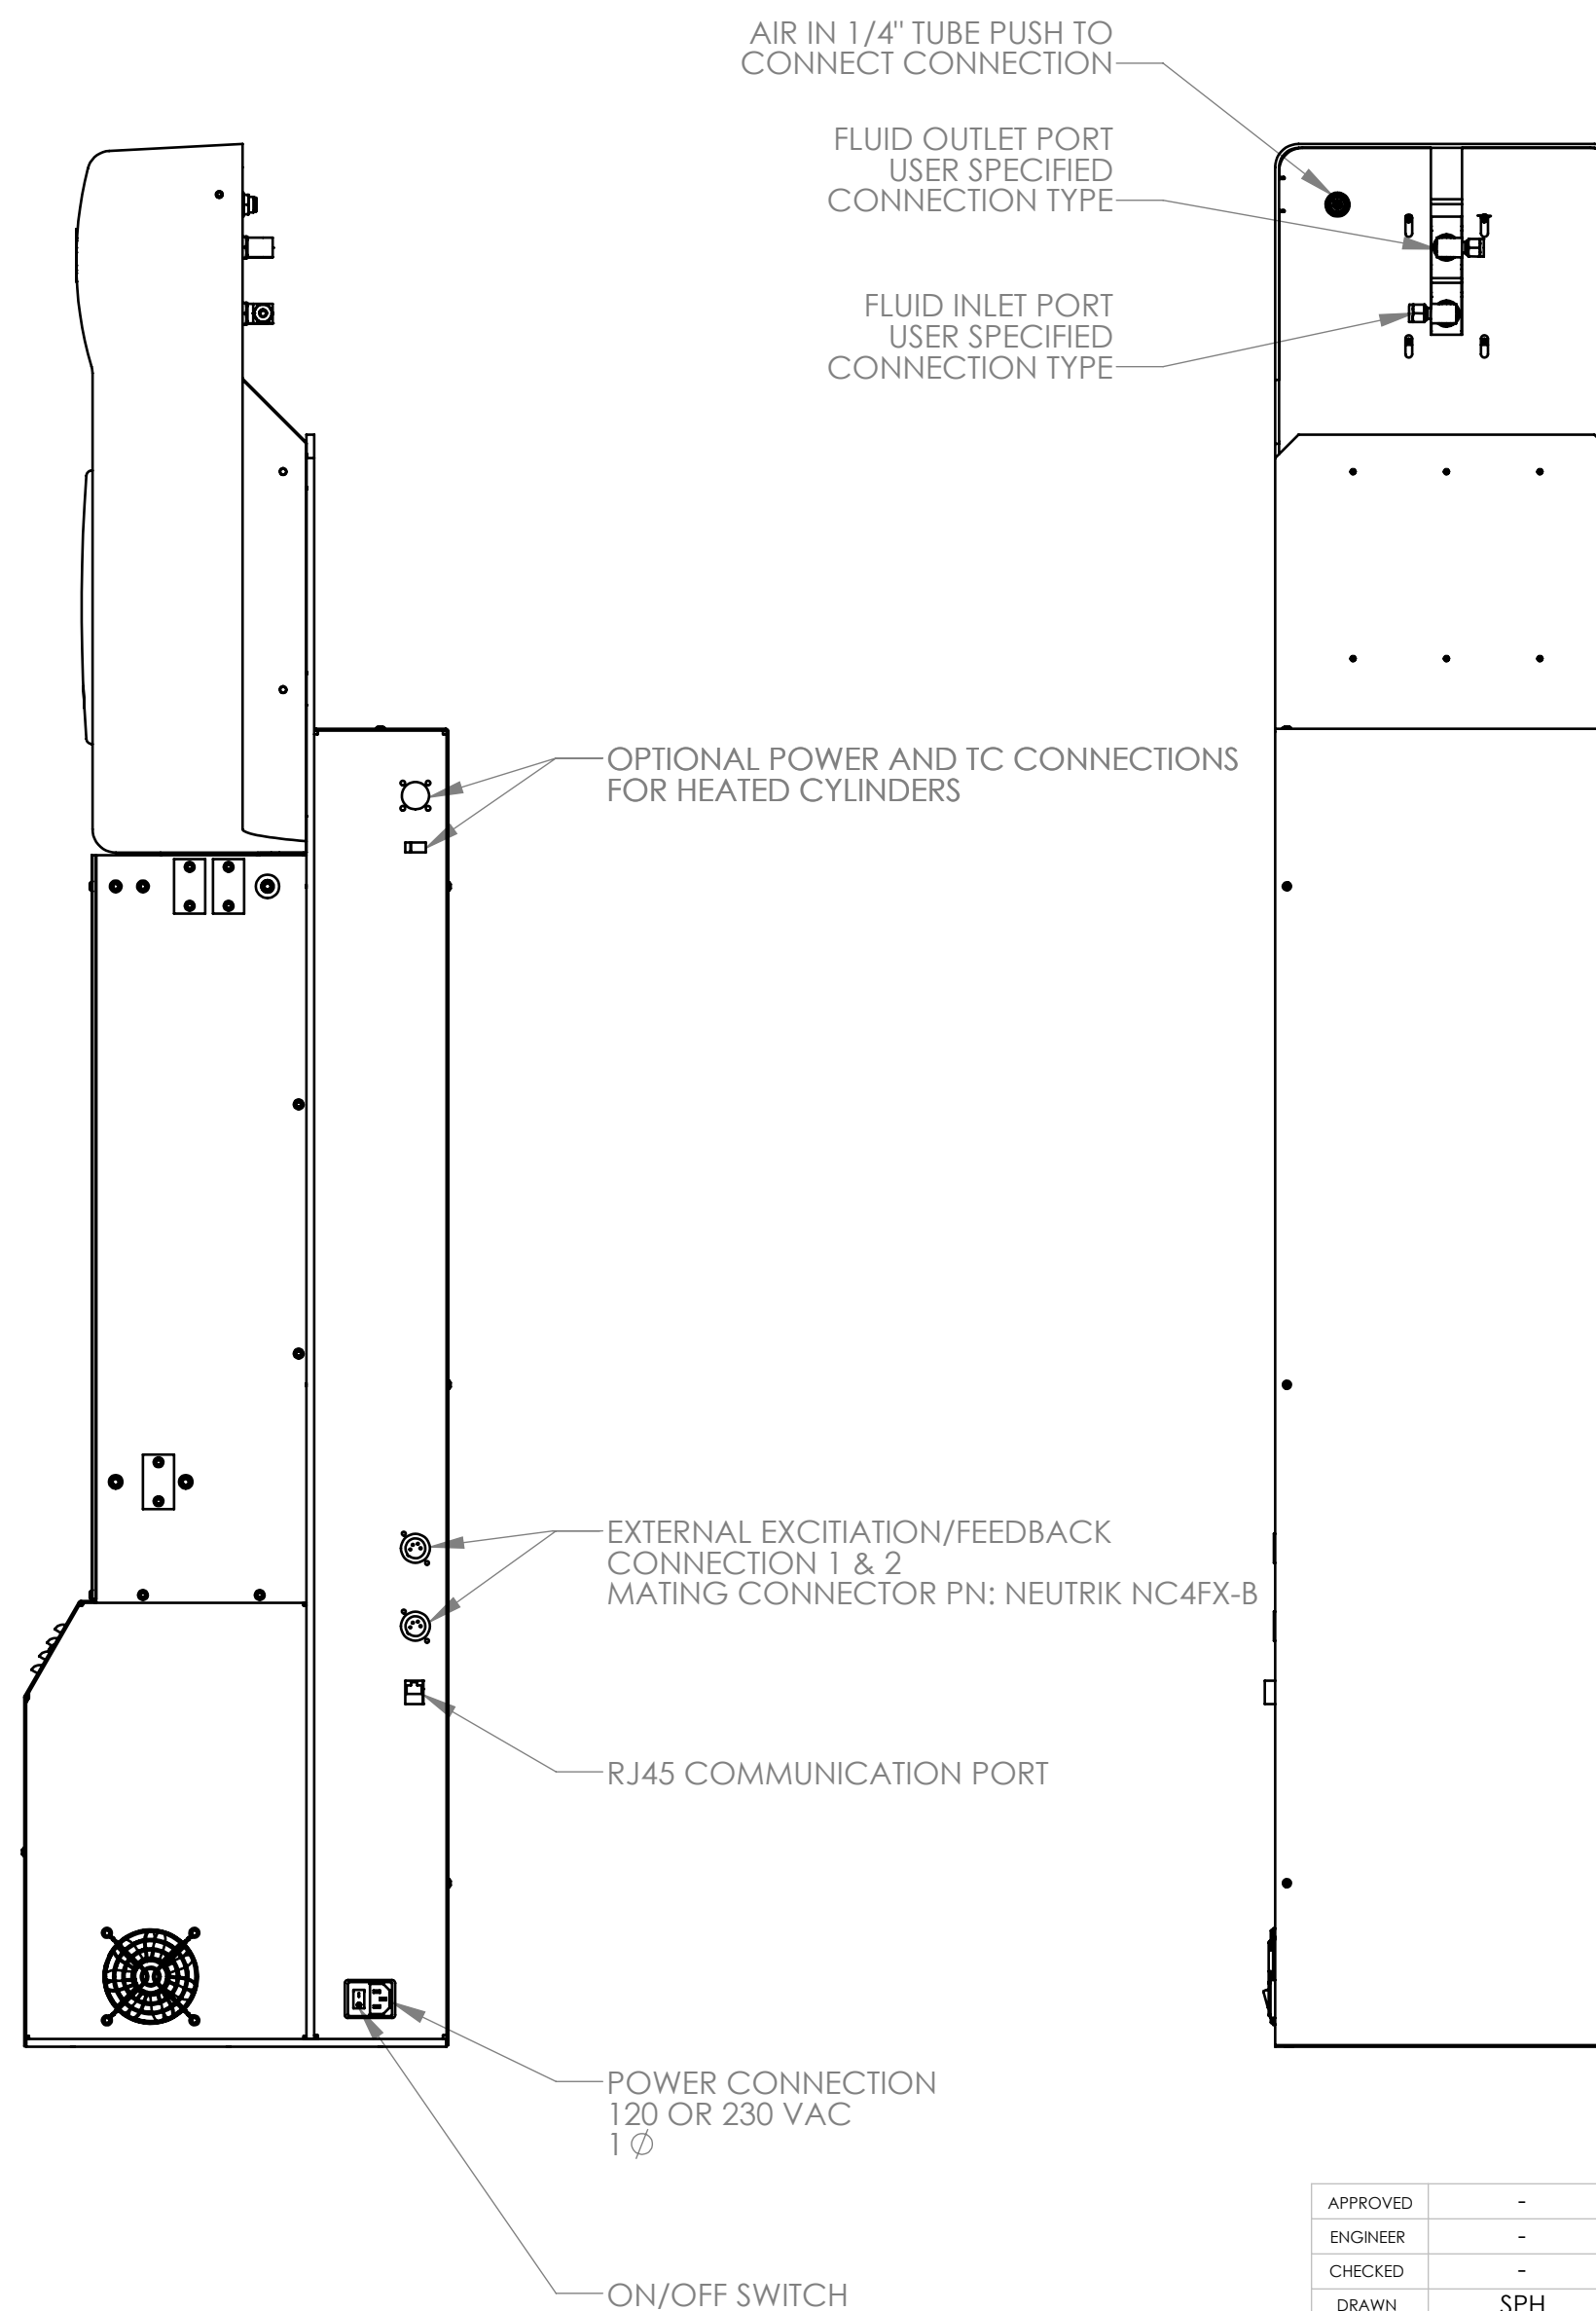 AIR IN 1/4" TUBE PUSH TO
CONNECT CONNECTION
FLUID OUTLET PORT
USER SPECIFIED
CONNECTION TYPE
FLUID INLET PORT
USER SPECIFIED
CONNECTION TYPE
OPTIONAL POWER AND TC CONNECTIONS
FOR HEATED CYLINDERS
EXTERNAL EXCITIATION/FEEDBACK
CONNECTION 1 & 2
MATING CONNECTOR PN: NEUTRIK NC4FX-B
RJ45 COMMUNICATION PORT
POWER CONNECTION
120 OR 230 VAC
1 ∅
ON/OFF SWITCH
APPROVED -
ENGINEER -
CHECKED -
DRAWN SPH